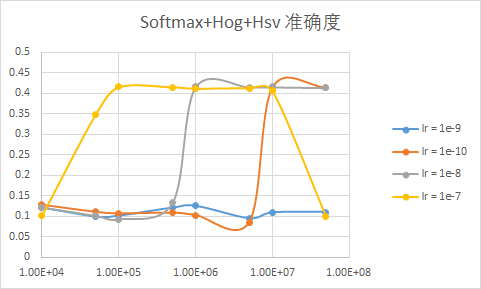 Softmax+Hog+Hsv 准确度
0.5
0.45
0.4
0.35
0.3
0.25
0.2
0.15
0.1
0.05
0
1.00E+04 1.00E+05 1.00E+06 1.00E+07 1.00E+08
lr = 1e-9
lr = 1e-10
lr = 1e-8
lr = 1e-7